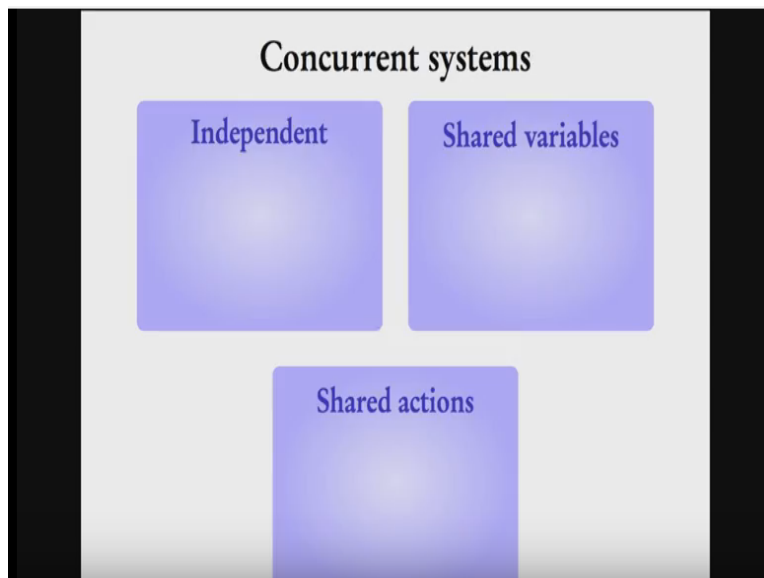 Concurrent systems
Independent
Shared variables
Shared actions